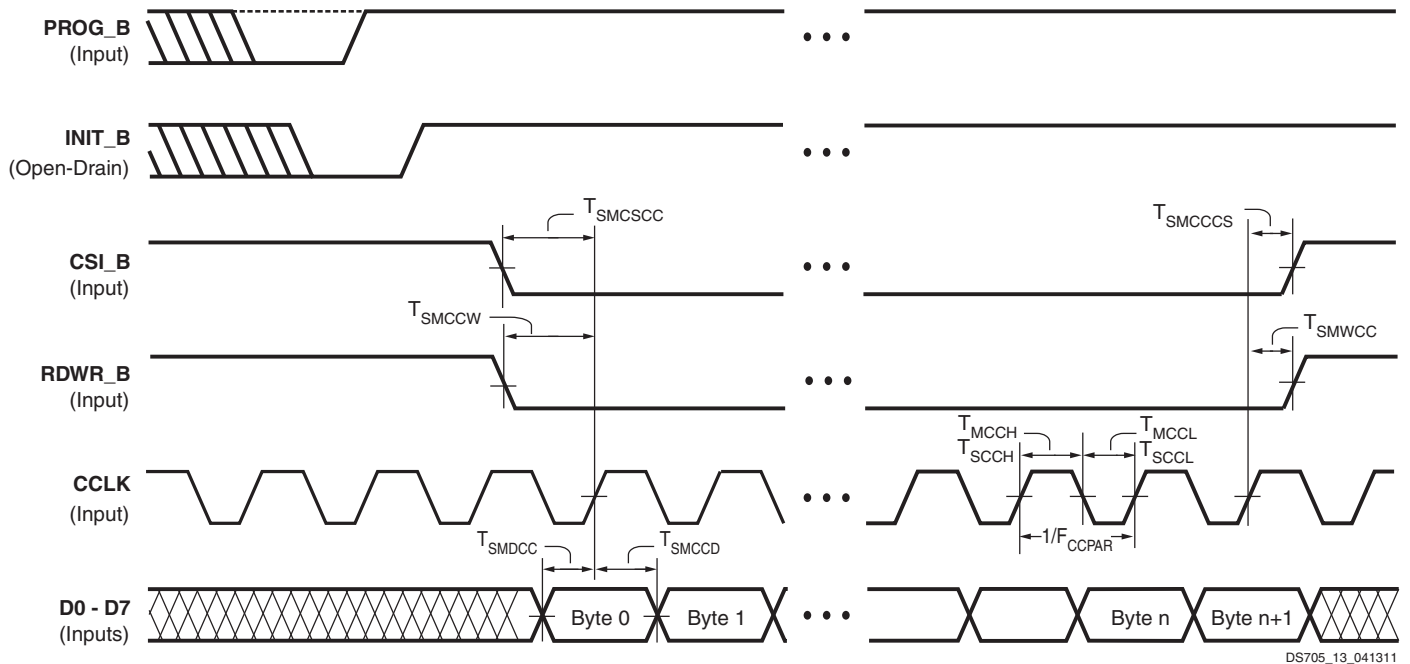 PROG_B
(Input)
INIT_B
(Open-Drain)
T_SMCSCC
T_SMCCCS
CSI_B
(Input)
T_SMCCW
T_SMWCC
RDWR_B
(Input)
T_MCCH
T_SCCH
T_MCCL
T_SCCL
CCLK
(Input)
1/F_CCPAR
T_SMDCC
T_SMCCD
D0 - D7
(Inputs)
Byte 0
Byte 1
Byte n
Byte n+1
DS705_13_041311